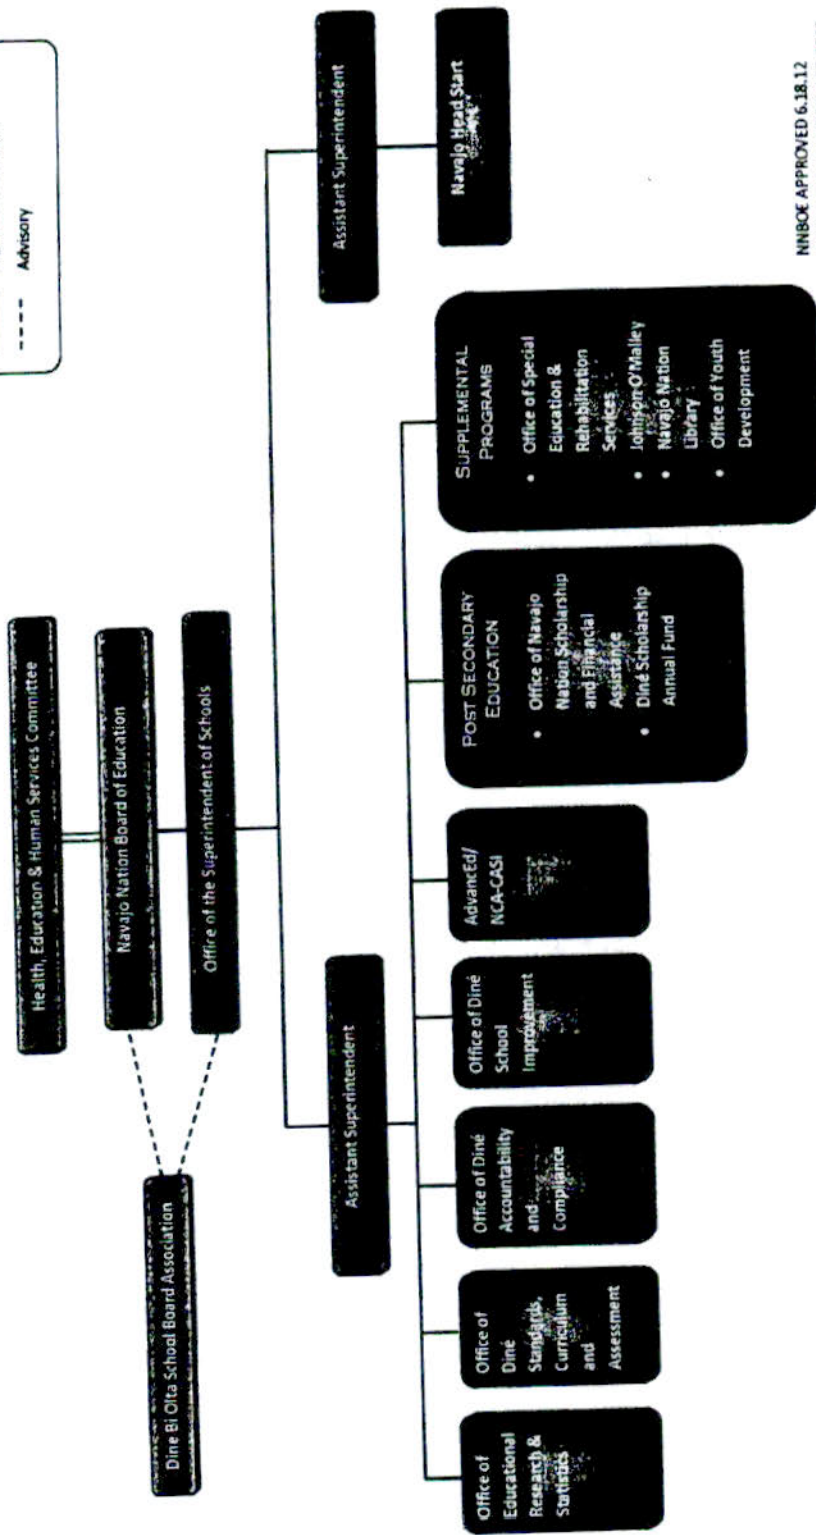 Advisory
Health, Education & Human Services Committee
Navajo Nation Board of Education
Dine Bi Olta School Board Association
Office of the Superintendent of Schools
Assistant Superintendent
Assistant Superintendent
Office of
Educational
Research &
Statistics
Office of
Diné
Standards,
Curriculum
and
Assessment
Office of Diné
Accountability
and
Compliance
Office of Diné
School
Improvement
AdvancEd/
NCA-CASI
POST SECONDARY
EDUCATION
• Office of Navajo
Nation Scholarship
and Financial
Assistance
• Diné Scholarship
Annual Fund
SUPPLEMENTAL
PROGRAMS
• Office of Special
Education &
Rehabilitation
Services
• Johnson O'Malley
• Navajo Nation
Library
• Office of Youth
Development
Navajo Head Start
NNBOE APPROVED 6.18.12